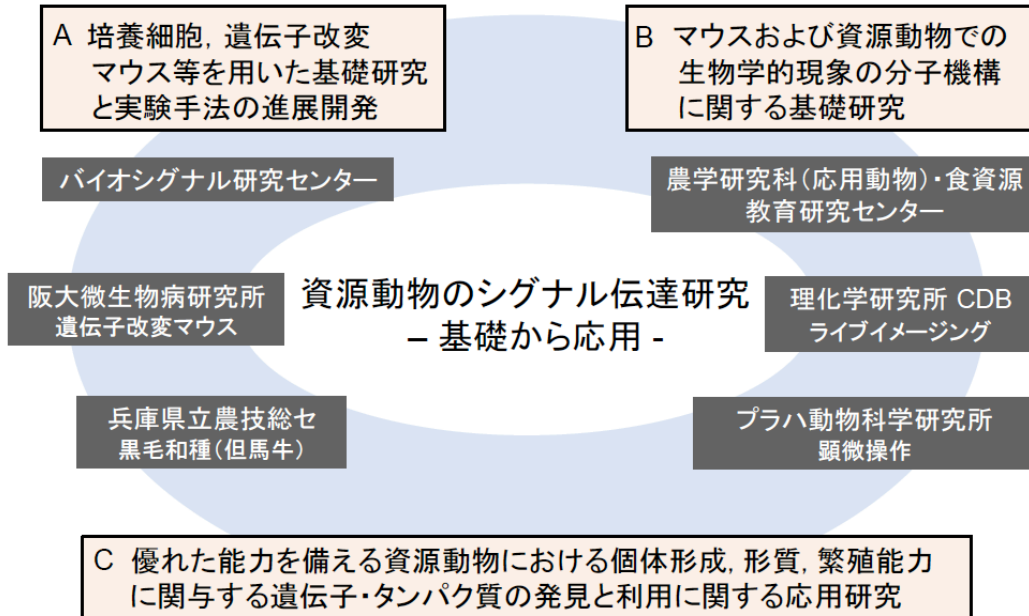 A 培養細胞, 遺伝子改変
マウス等を用いた基礎研究
と実験手法の進展開発
B マウスおよび資源動物での
生物学的現象の分子機構
に関する基礎研究
バイオシグナル研究センター
農学研究科(応用動物)・食資源
教育研究センター
阪大微生物病研究所
遺伝子改変マウス
資源動物のシグナル伝達研究
– 基礎から応用 -
理化学研究所 CDB
ライブイメージング
兵庫県立農技総セ
黒毛和種(但馬牛)
プラハ動物科学研究所
顕微操作
C 優れた能力を備える資源動物における個体形成, 形質, 繁殖能力
に関与する遺伝子・タンパク質の発見と利用に関する応用研究